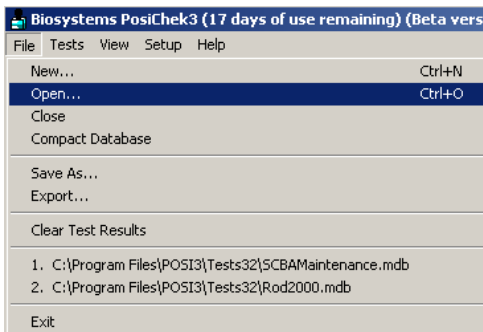 Biosystems PosiChek3 (17 days of use remaining) (Beta vers
File Tests View Setup Help
New... Ctrl+N
Open... Ctrl+O
Close
Compact Database
Save As...
Export...
Clear Test Results
1. C:\Program Files\POSI3\Tests32\SCBAMaintenance.mdb
2. C:\Program Files\POSI3\Tests32\Rod2000.mdb
Exit